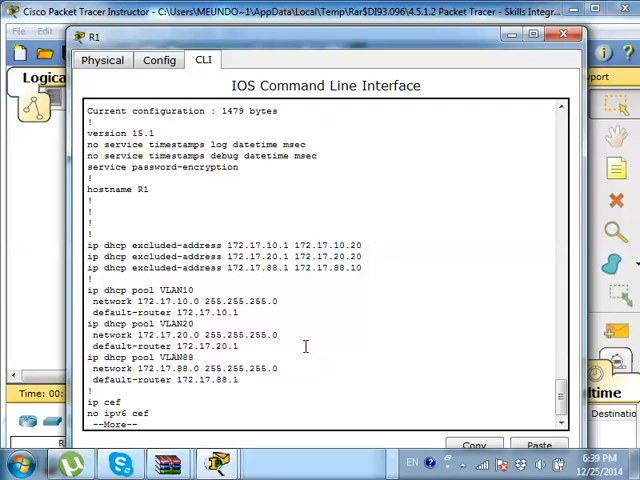 Cisco Packet Tracer Instructor - C:\Users\MEUNDO~1\AppData\Local\Temp\Rar$DI93.096\4.5.1.2 Packet Tracer - Skills Integr...
File
R1
Logica
port
Physical
Config
CLI
IOS Command Line Interface
Current configuration : 1479 bytes
!
version 15.1
no service timestamps log datetime msec
no service timestamps debug datetime msec
service password-encryption
!
hostname R1
!
!
!
!
ip dhcp excluded-address 172.17.10.1 172.17.10.20
ip dhcp excluded-address 172.17.20.1 172.17.20.20
ip dhcp excluded-address 172.17.88.1 172.17.88.10
!
ip dhcp pool VLAN10
network 172.17.10.0 255.255.255.0
default-router 172.17.10.1
ip dhcp pool VLAN20
network 172.17.20.0 255.255.255.0
default-router 172.17.20.1
ip dhcp pool VLAN88
network 172.17.88.0 255.255.255.0
default-router 172.17.88.1
!
ip cef
no ipv6 cef
--More--
Copy
Paste
Time: 00:
ltime
Destinatio
R
EN
6:39 PM
12/25/2014